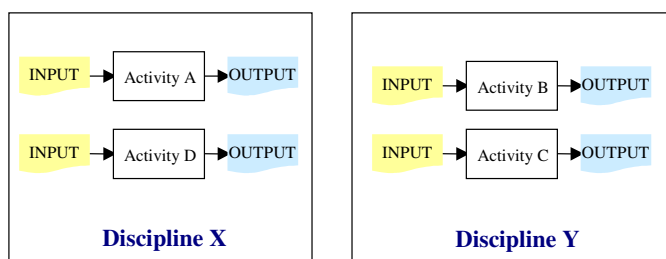 INPUT Activity A OUTPUT
INPUT Activity D OUTPUT
Discipline X
INPUT Activity B OUTPUT
INPUT Activity C OUTPUT
Discipline Y